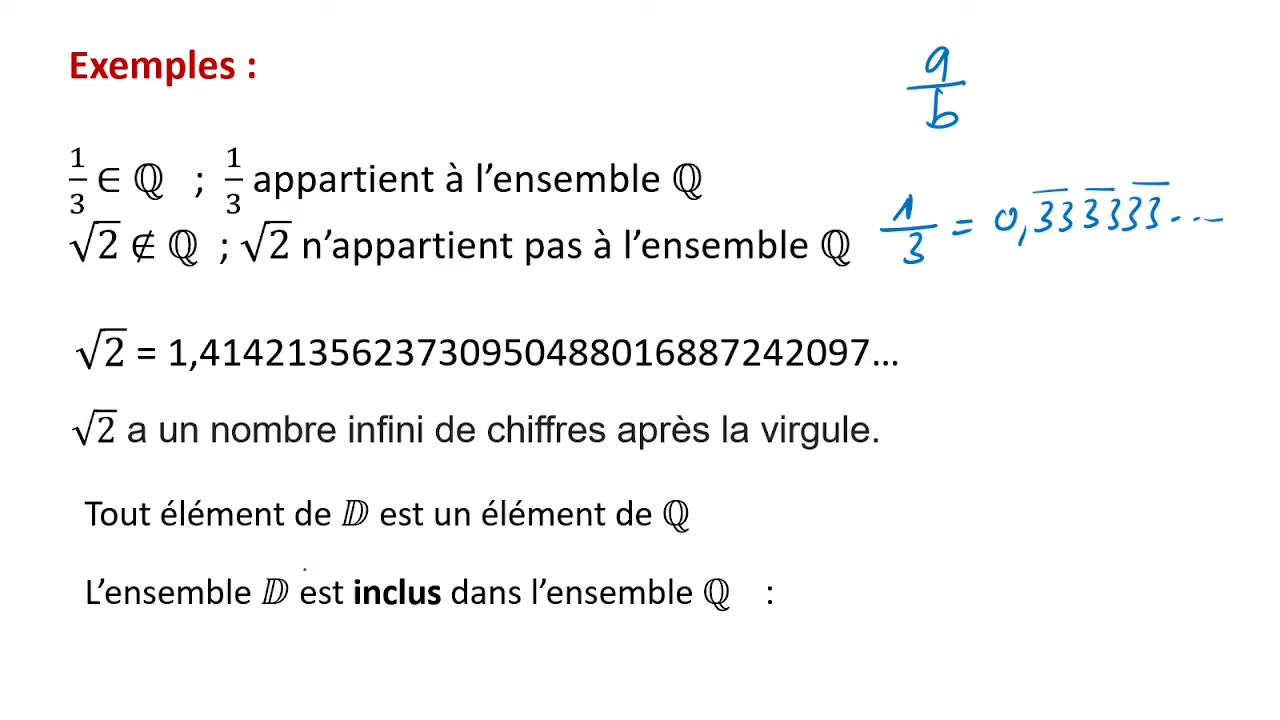 Exemples :
a/b
1/3 ∈ ℚ ; 1/3 appartient à l'ensemble ℚ
√2 ∉ ℚ ; √2 n'appartient pas à l'ensemble ℚ
1/3 = 0,333333...
√2 = 1,4142135623730950488016887242097...
√2 a un nombre infini de chiffres après la virgule.
Tout élément de 𝔻 est un élément de ℚ
L'ensemble 𝔻 est inclus dans l'ensemble ℚ :